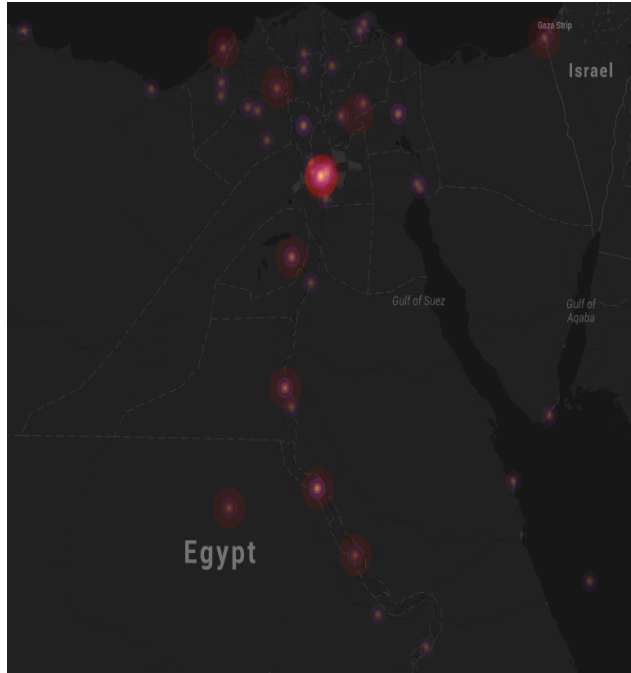 Gaza Strip
Israel
Gulf of Suez
Gulf of
Aqaba
Egypt